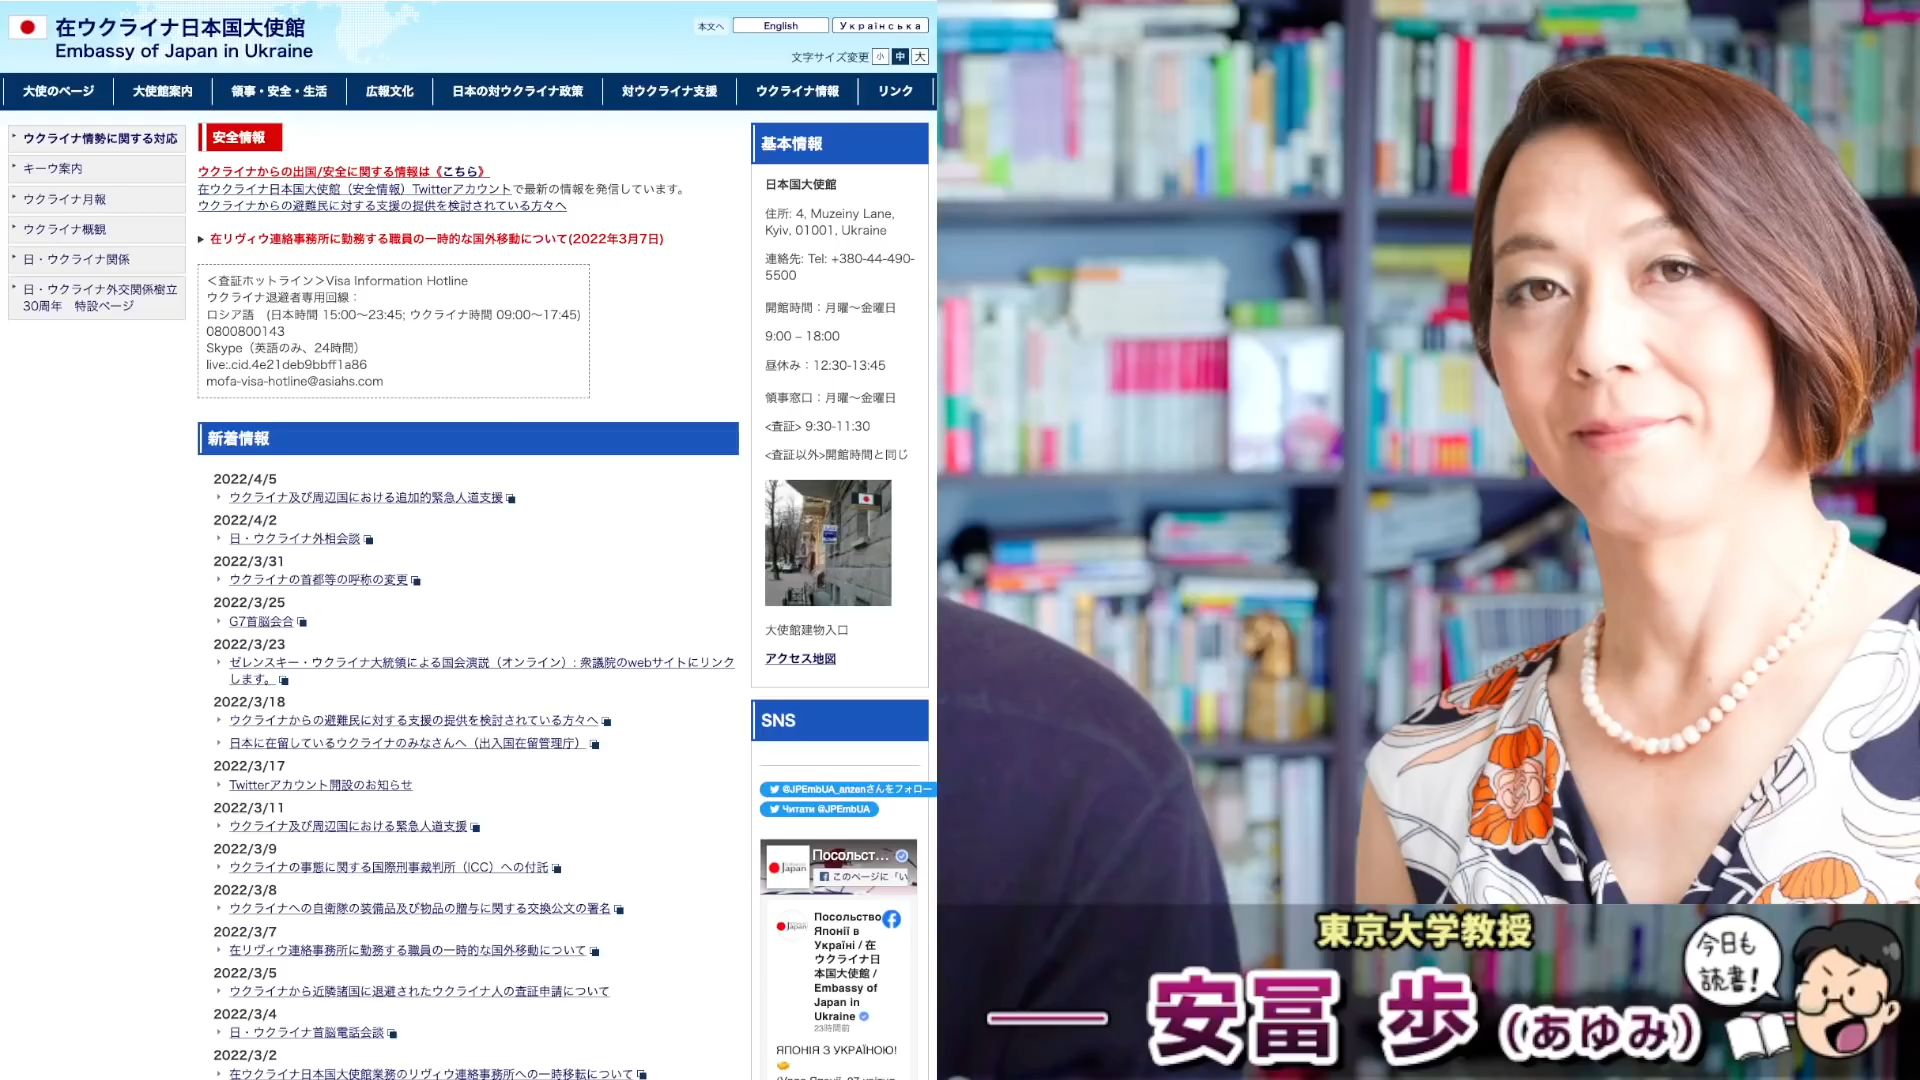 在ウクライナ日本国大使館
Embassy of Japan in Ukraine
本文へ
English
Українська
文字サイズ変更 小 中 大
大使のページ
大使館案内
領事・安全・生活
広報文化
日本の対ウクライナ政策
対ウクライナ支援
ウクライナ情報
リンク
ウクライナ情勢に関する対応
キーウ案内
ウクライナ月報
ウクライナ概観
日・ウクライナ関係
日・ウクライナ外交関係樹立
30周年 特設ページ
安全情報
ウクライナからの出国/安全に関する情報は《こちら》
在ウクライナ日本国大使館（安全情報）Twitterアカウントで最新の情報を発信しています。
ウクライナからの避難民に対する支援の提供を検討されている方々へ
在リヴィウ連絡事務所に勤務する職員の一時的な国外移動について(2022年3月7日)
＜査証ホットライン＞Visa Information Hotline
ウクライナ退避者専用回線：
ロシア語 (日本時間 15:00～23:45; ウクライナ時間 09:00～17:45)
0800800143
Skype（英語のみ、24時間）
live:.cid.4e21deb9bbff1a86
mofa-visa-hotline@asiahs.com
新着情報
2022/4/5
ウクライナ及び周辺国における追加的緊急人道支援
2022/4/2
日・ウクライナ外相会談
2022/3/31
ウクライナの首都等の呼称の変更
2022/3/25
G7首脳会合
2022/3/23
ゼレンスキー・ウクライナ大統領による国会演説（オンライン）: 衆議院のwebサイトにリンク
します。
2022/3/18
ウクライナからの避難民に対する支援の提供を検討されている方々へ
日本に在留しているウクライナのみなさんへ（出入国在留管理庁）
2022/3/17
Twitterアカウント開設のお知らせ
2022/3/11
ウクライナ及び周辺国における緊急人道支援
2022/3/9
ウクライナの事態に関する国際刑事裁判所（ICC）への付託
2022/3/8
ウクライナへの自衛隊の装備品及び物品の贈与に関する交換公文の署名
2022/3/7
在リヴィウ連絡事務所に勤務する職員の一時的な国外移動について
2022/3/5
ウクライナから近隣諸国に退避されたウクライナ人の査証申請について
2022/3/4
日・ウクライナ首脳電話会談
2022/3/2
在ウクライナ日本国大使館業務のリヴィウ連絡事務所への一時移転について
基本情報
日本国大使館
住所: 4, Muzeiny Lane,
Kyiv, 01001, Ukraine
連絡先: Tel: +380-44-490-
5500
開館時間：月曜～金曜日
9:00 – 18:00
昼休み：12:30-13:45
領事窓口：月曜～金曜日
<査証> 9:30-11:30
<査証以外>開館時間と同じ
大使館建物入口
アクセス地図
SNS
@JPEmbUA_anzenさんをフォロー
Читати @JPEmbUA
Japan
Посольст...
このページに「い
Japan
Посольство
Японії в
Україні / 在
ウクライナ日
本国大使館 /
Embassy of
Japan in
Ukraine
23時間前
ЯПОНІЯ З УКРАЇНОЮ!
東京大学教授
安冨 歩 (あゆみ)
今日も
読書!